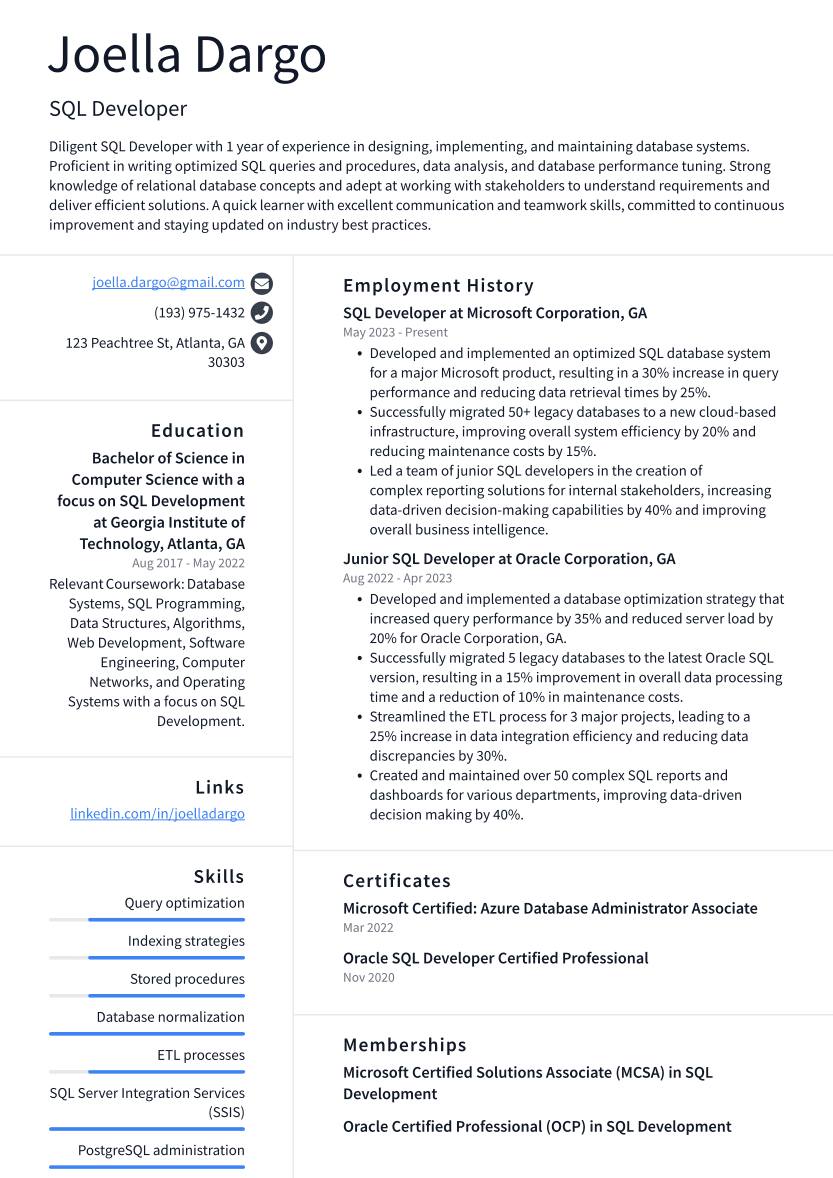 Joella Dargo
SQL Developer
Diligent SQL Developer with 1 year of experience in designing, implementing, and maintaining database systems.
Proficient in writing optimized SQL queries and procedures, data analysis, and database performance tuning. Strong
knowledge of relational database concepts and adept at working with stakeholders to understand requirements and
deliver efficient solutions. A quick learner with excellent communication and teamwork skills, committed to continuous
improvement and staying updated on industry best practices.
joella.dargo@gmail.com
(193) 975-1432
123 Peachtree St, Atlanta, GA
30303
Education
Bachelor of Science in
Computer Science with a
focus on SQL Development
at Georgia Institute of
Technology, Atlanta, GA
Aug 2017 - May 2022
Relevant Coursework: Database
Systems, SQL Programming,
Data Structures, Algorithms,
Web Development, Software
Engineering, Computer
Networks, and Operating
Systems with a focus on SQL
Development.
Links
linkedin.com/in/joelladargo
Skills
Query optimization
Indexing strategies
Stored procedures
Database normalization
ETL processes
SQL Server Integration Services
(SSIS)
PostgreSQL administration
Employment History
SQL Developer at Microsoft Corporation, GA
May 2023 - Present
• Developed and implemented an optimized SQL database system
for a major Microsoft product, resulting in a 30% increase in query
performance and reducing data retrieval times by 25%.
• Successfully migrated 50+ legacy databases to a new cloud-based
infrastructure, improving overall system efficiency by 20% and
reducing maintenance costs by 15%.
• Led a team of junior SQL developers in the creation of
complex reporting solutions for internal stakeholders, increasing
data-driven decision-making capabilities by 40% and improving
overall business intelligence.
Junior SQL Developer at Oracle Corporation, GA
Aug 2022 - Apr 2023
• Developed and implemented a database optimization strategy that
increased query performance by 35% and reduced server load by
20% for Oracle Corporation, GA.
• Successfully migrated 5 legacy databases to the latest Oracle SQL
version, resulting in a 15% improvement in overall data processing
time and a reduction of 10% in maintenance costs.
• Streamlined the ETL process for 3 major projects, leading to a
25% increase in data integration efficiency and reducing data
discrepancies by 30%.
• Created and maintained over 50 complex SQL reports and
dashboards for various departments, improving data-driven
decision making by 40%.
Certificates
Microsoft Certified: Azure Database Administrator Associate
Mar 2022
Oracle SQL Developer Certified Professional
Nov 2020
Memberships
Microsoft Certified Solutions Associate (MCSA) in SQL
Development
Oracle Certified Professional (OCP) in SQL Development